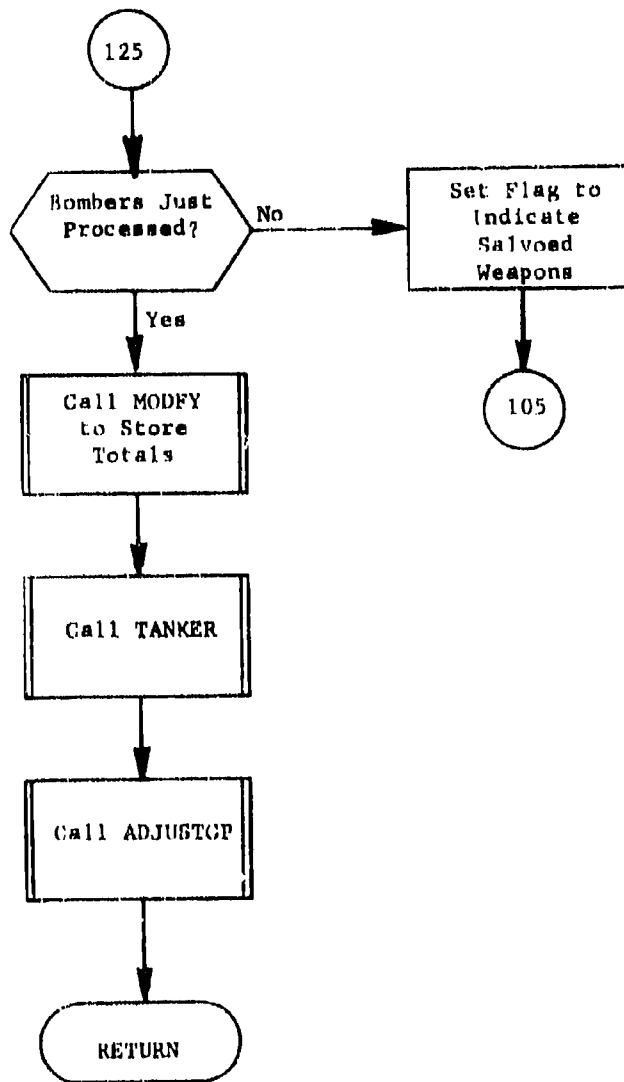 125
Bombers Just
Processed?
No
Set Flag to
Indicate
Salvoed
Weapons
Yes
105
Call MODFY
to Store
Totals
Call TANKER
Call ADJUSTGP
RETURN